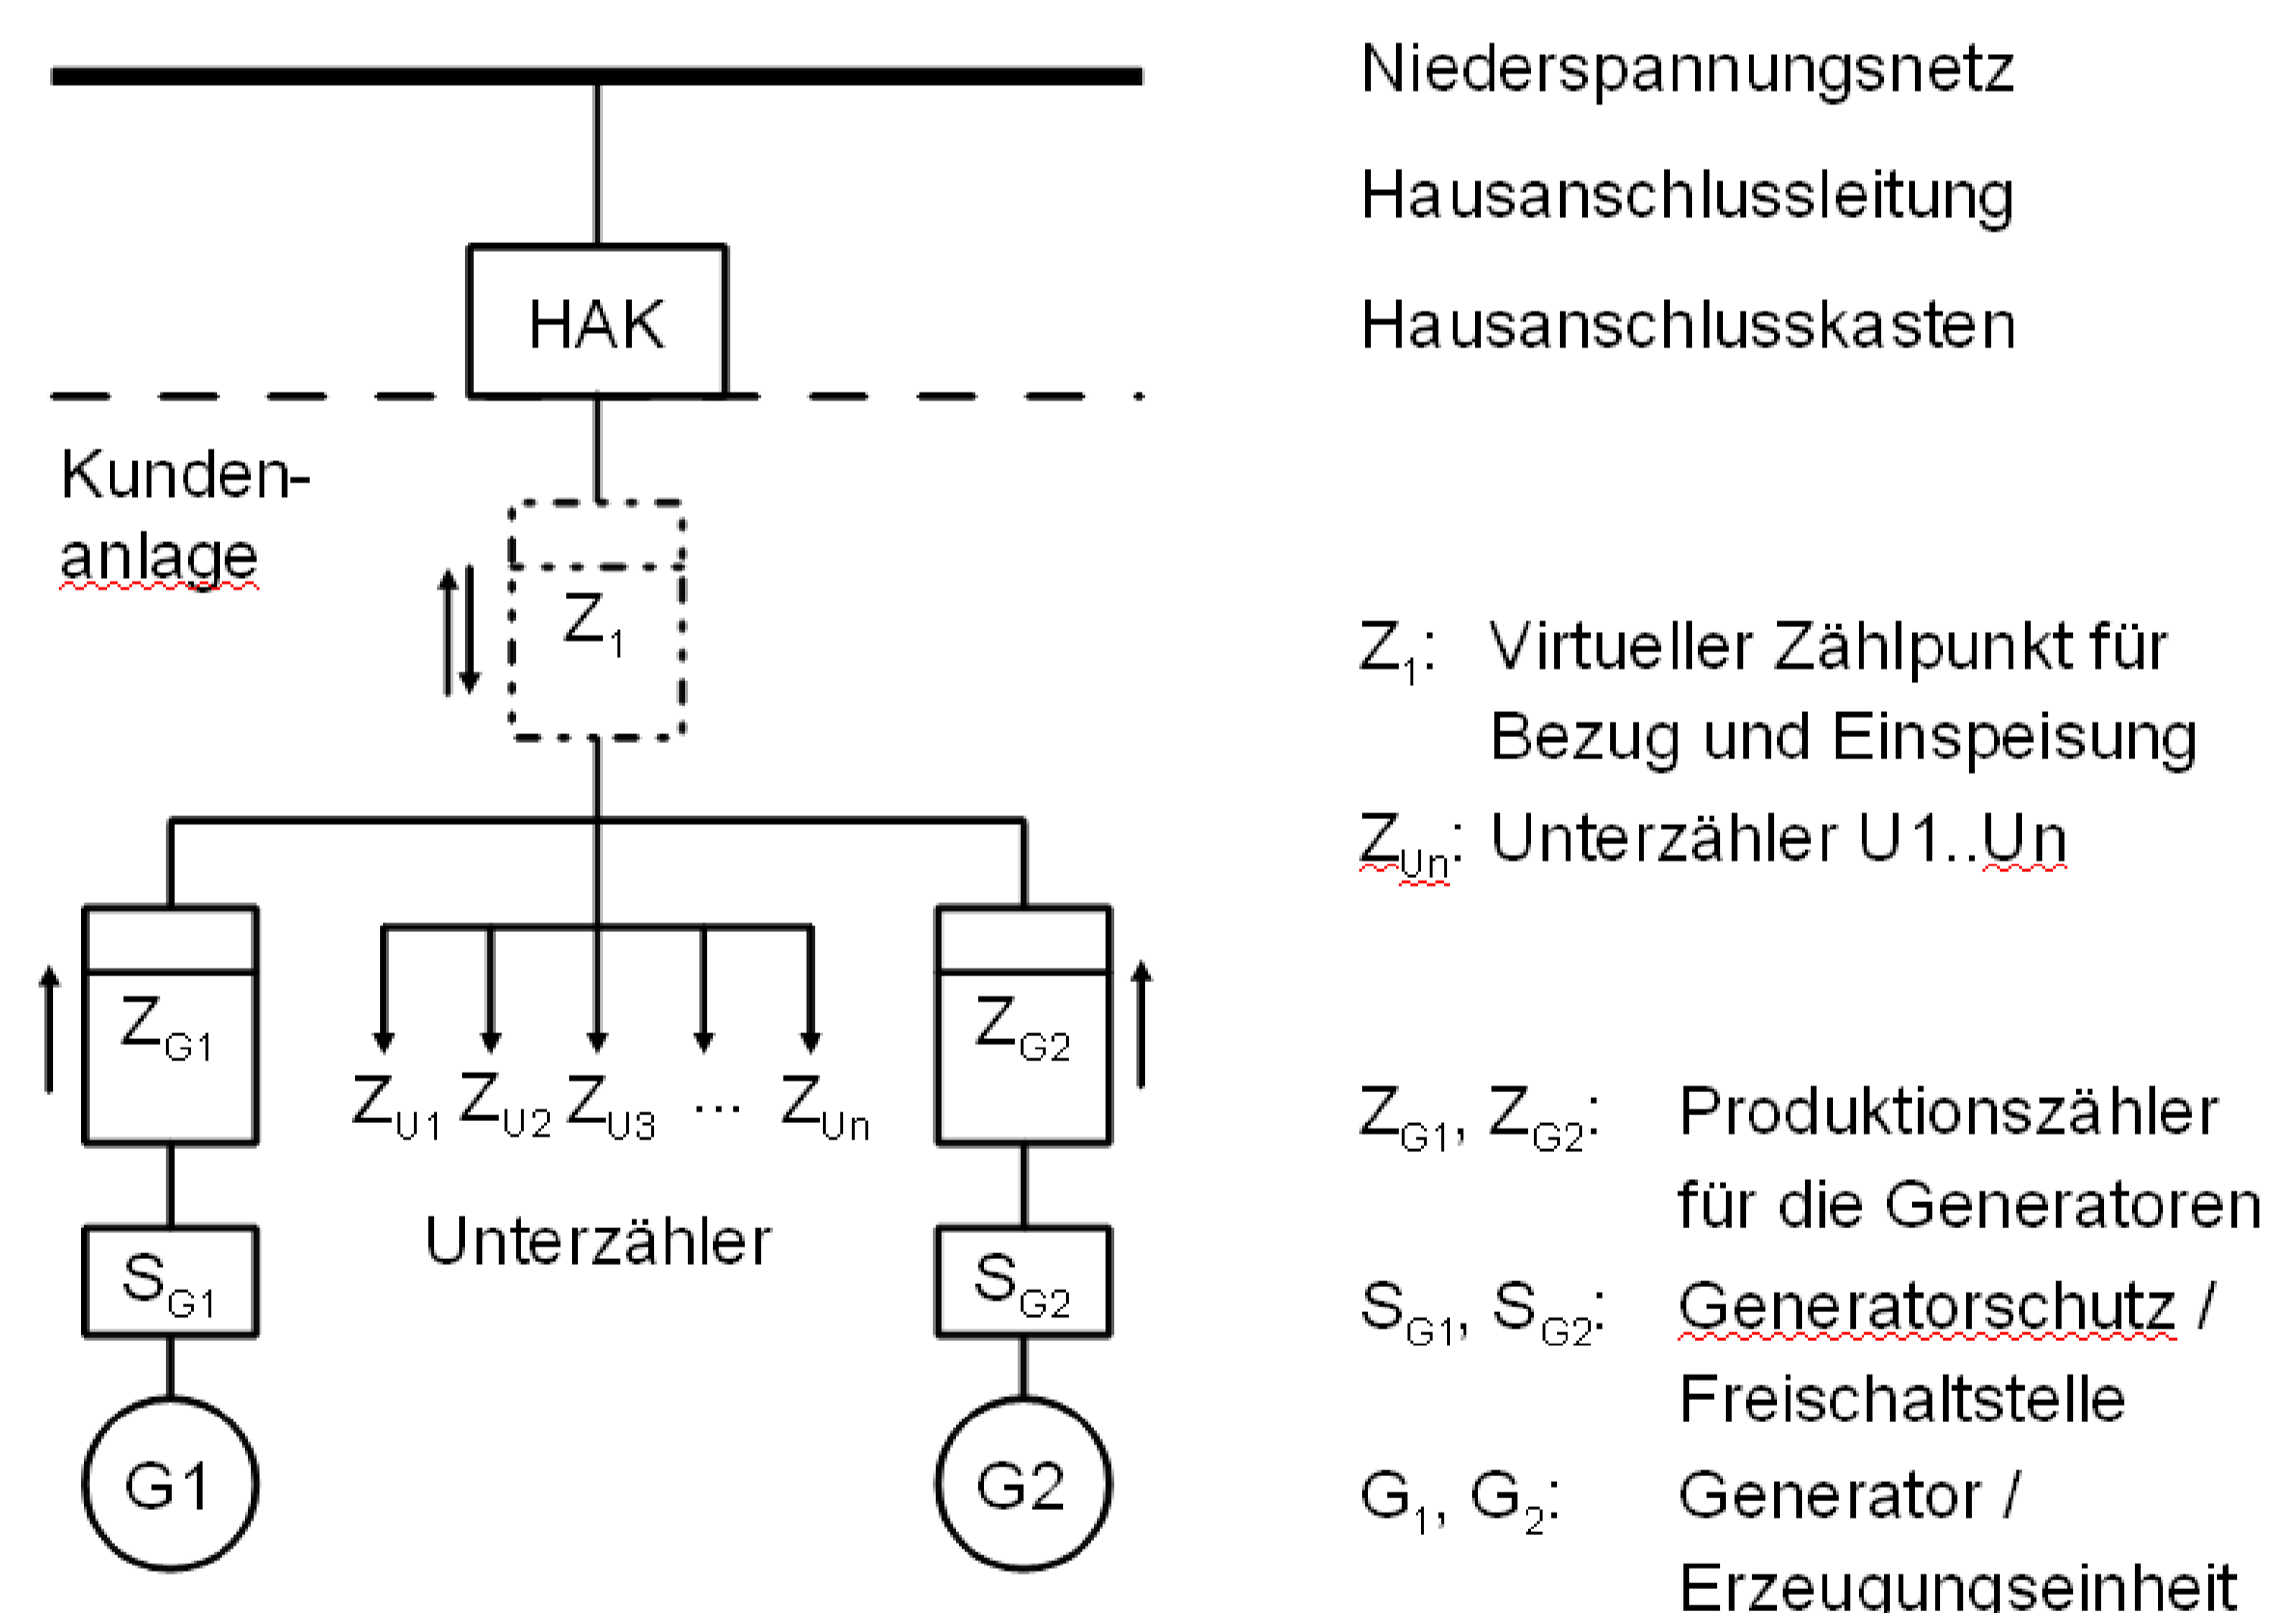 Niederspannungsnetz
Hausanschlussleitung
HAK
Hausanschlusskasten
Kunden-
anlage
Z1
Z1: Virtueller Zählpunkt für
Bezug und Einspeisung
ZUn: Unterzähler U1..Un
ZG1
ZU1 ZU2 ZU3 ... ZUn
ZG2
Unterzähler
SG1
SG2
G1
G2
ZG1, ZG2: Produktionszähler
für die Generatoren
SG1, SG2: Generatorschutz /
Freischaltstelle
G1, G2: Generator /
Erzeugungseinheit